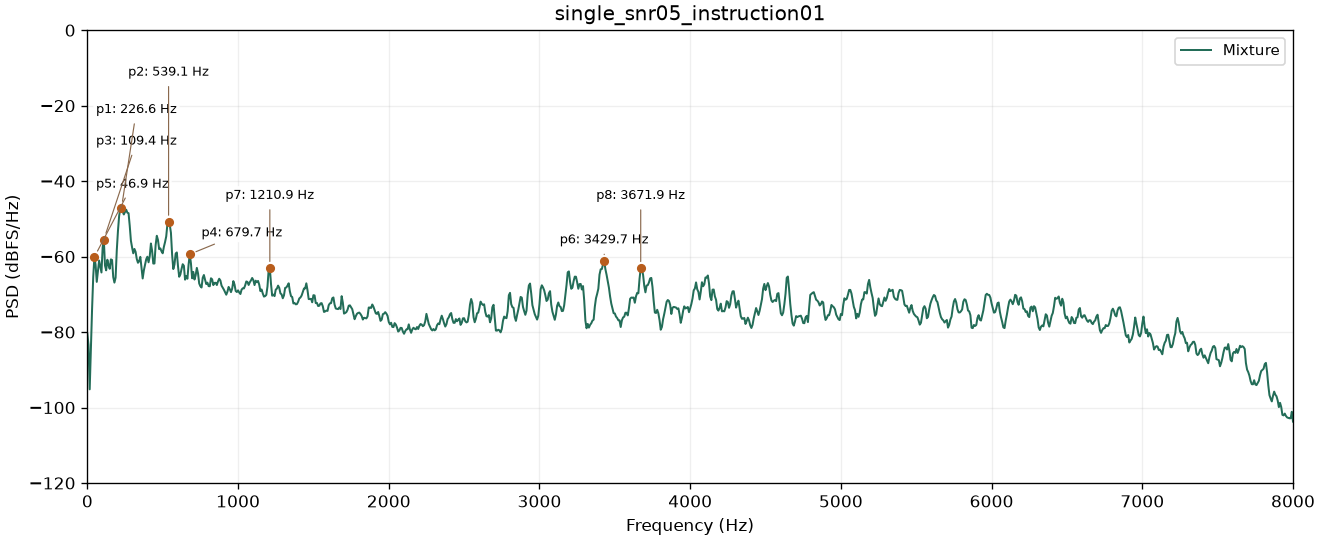 single_snr05_instruction01
Mixture
p2: 539.1 Hz
p1: 226.6 Hz
p3: 109.4 Hz
p5: 46.9 Hz
p7: 1210.9 Hz
p8: 3671.9 Hz
p4: 679.7 Hz
p6: 3429.7 Hz
PSD (dBFS/Hz)
0
−20
−40
−60
−80
−100
−120
0 1000 2000 3000 4000 5000 6000 7000 8000
Frequency (Hz)